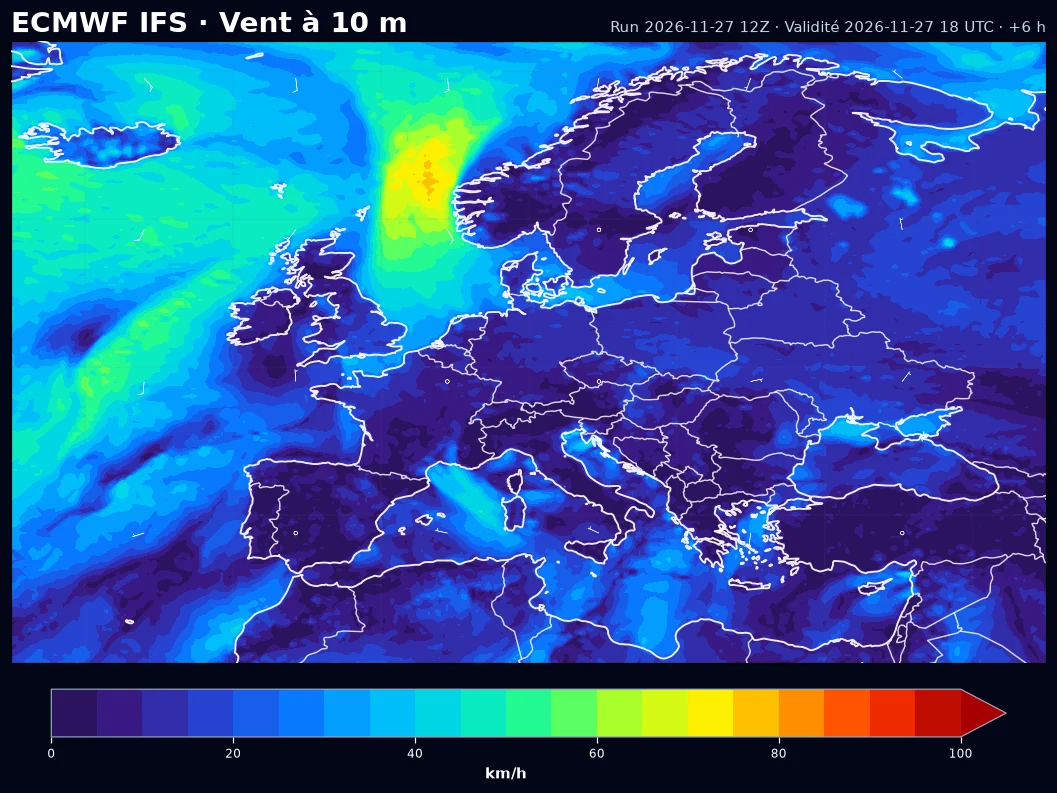 ECMWF IFS · Vent à 10 m
Run 2026-11-27 12Z · Validité 2026-11-27 18 UTC · +6 h
0 20 40 60 80 100
km/h